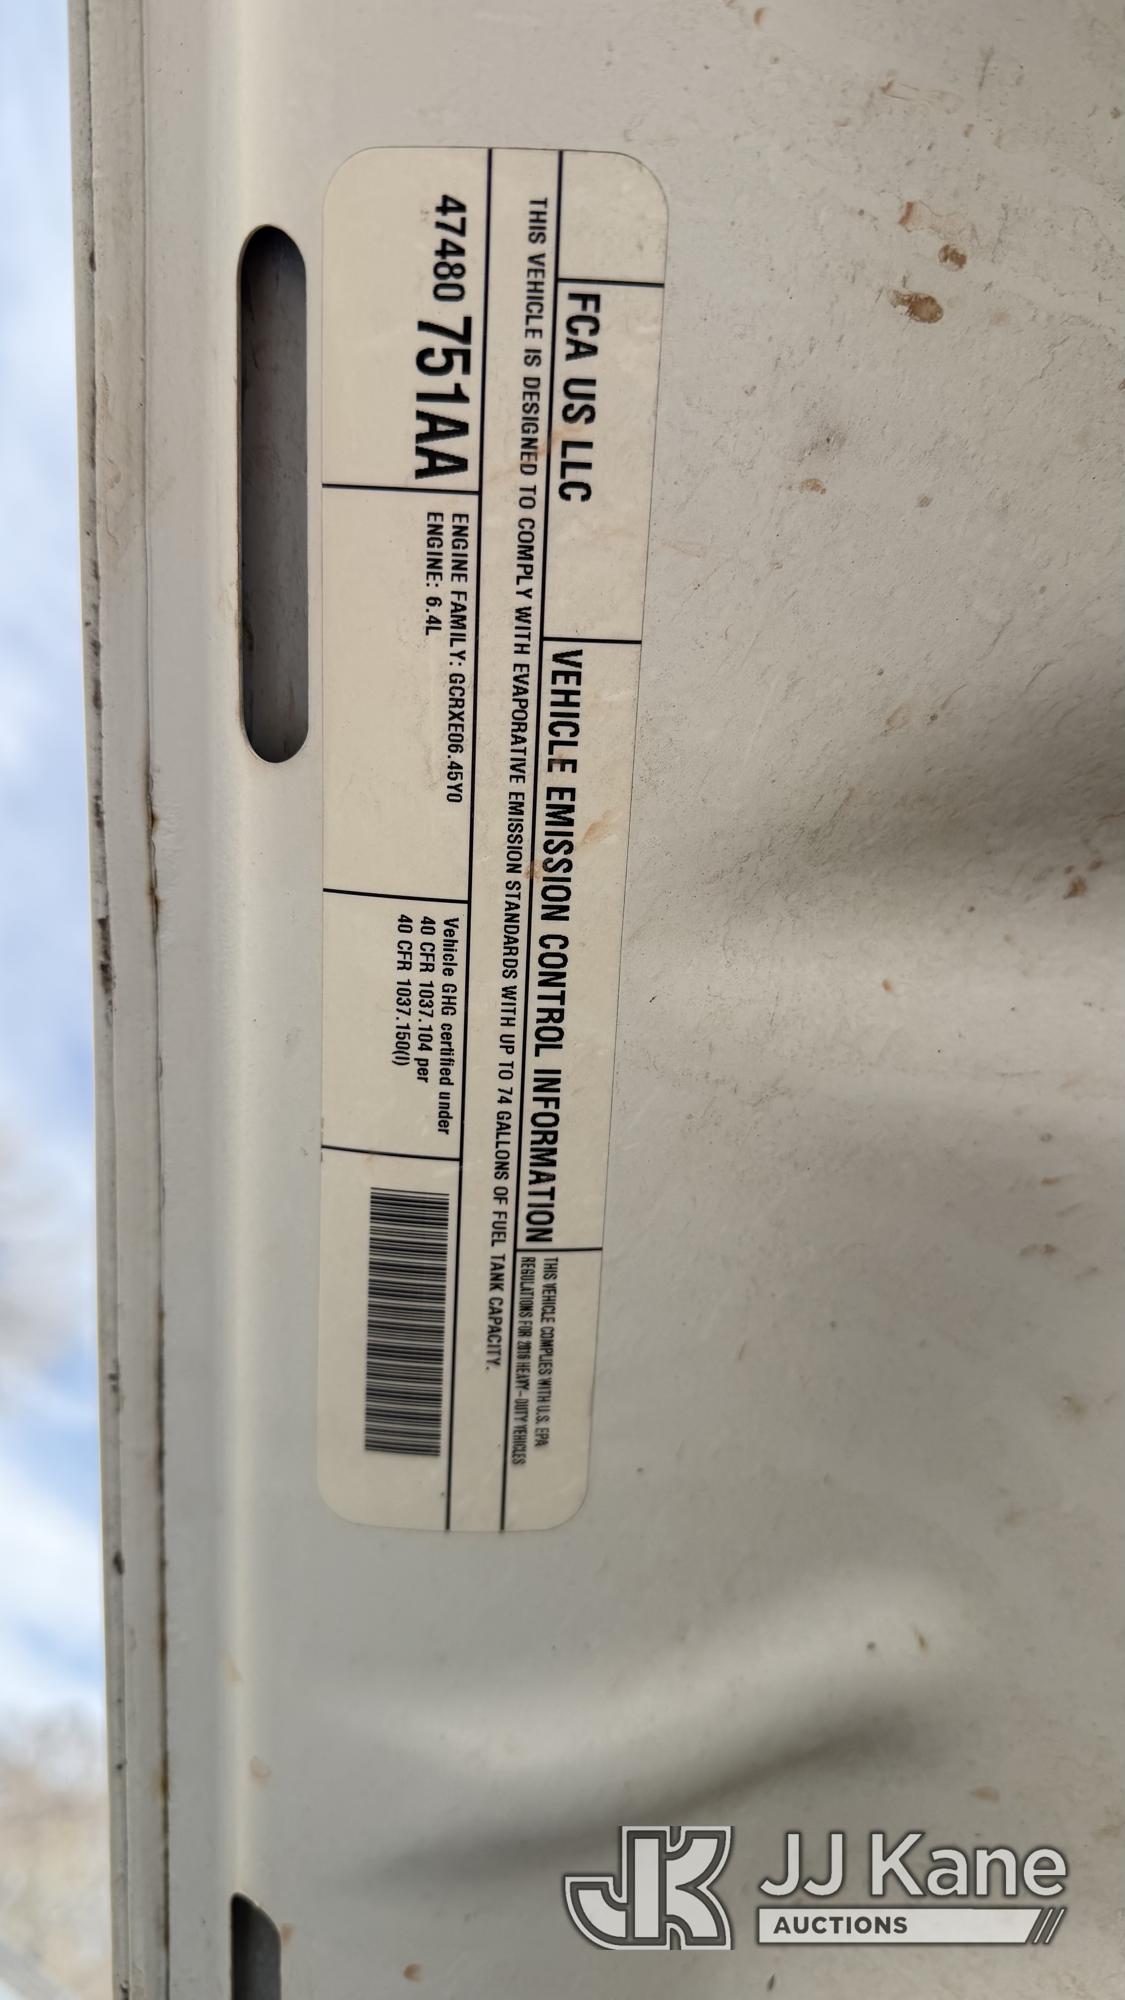 FCA US LLC
VEHICLE EMISSION CONTROL INFORMATION
THIS VEHICLE COMPLIES WITH U.S. EPA
REGULATIONS FOR 2016 HEAVY-DUTY VEHICLES
THIS VEHICLE IS DESIGNED TO COMPLY WITH EVAPORATIVE EMISSION STANDARDS WITH UP TO 74 GALLONS OF FUEL TANK CAPACITY.
47480 751AA
ENGINE FAMILY: GCRXE06.45Y0
ENGINE: 6.4L
Vehicle GHG certified under
40 CFR 1037.104 per
40 CFR 1037.150(l)
JK JJ Kane
AUCTIONS